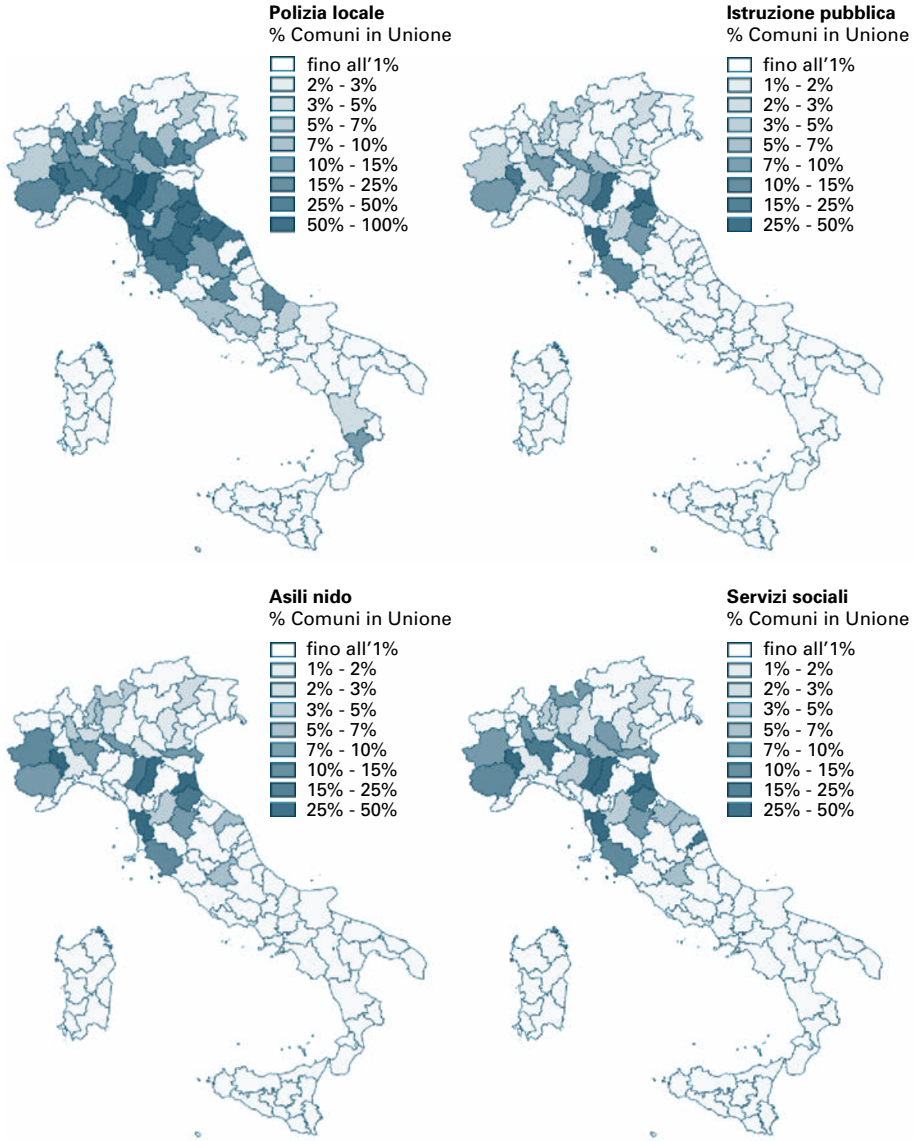 Polizia locale
% Comuni in Unione
fino all'1%
2% - 3%
3% - 5%
5% - 7%
7% - 10%
10% - 15%
15% - 25%
25% - 50%
50% - 100%
Istruzione pubblica
% Comuni in Unione
fino all'1%
1% - 2%
2% - 3%
3% - 5%
5% - 7%
7% - 10%
10% - 15%
15% - 25%
25% - 50%
Asili nido
% Comuni in Unione
fino all'1%
1% - 2%
2% - 3%
3% - 5%
5% - 7%
7% - 10%
10% - 15%
15% - 25%
25% - 50%
Servizi sociali
% Comuni in Unione
fino all'1%
1% - 2%
2% - 3%
3% - 5%
5% - 7%
7% - 10%
10% - 15%
15% - 25%
25% - 50%